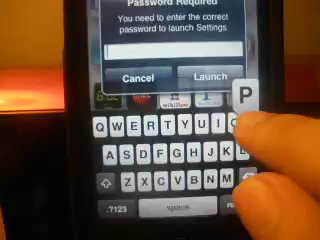 Password Required
You need to enter the correct
password to launch Settings
Cancel Launch
P
Q W E R T Y U I
A S D F G H J K L
Z X C V B N M
.?123 space